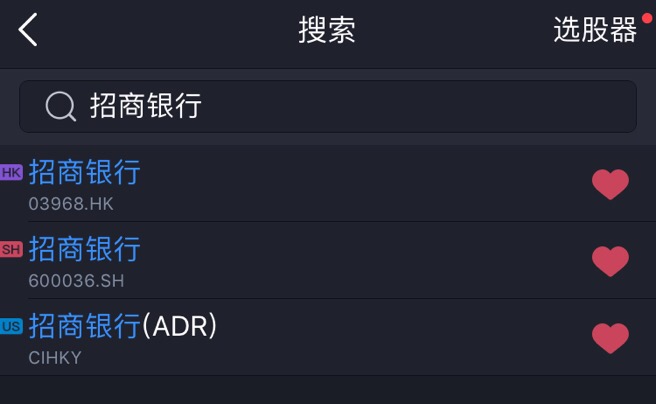 搜索
选股器
招商银行
HK 招商银行
03968.HK
SH 招商银行
600036.SH
US 招商银行(ADR)
CIHKY